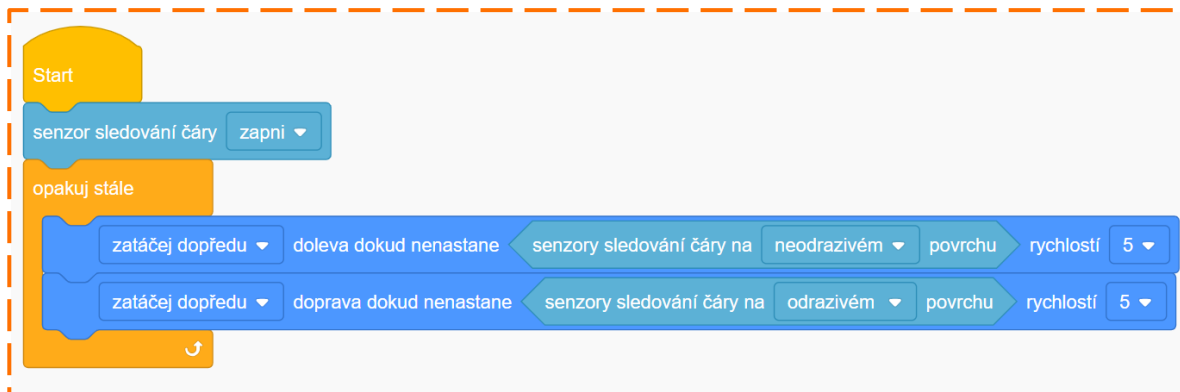 Start
senzor sledování čáry zapni
opakuj stále
zatáčej dopředu doleva dokud nenastane senzory sledování čáry na neodrazivém povrchu rychlostí 5
zatáčej dopředu doprava dokud nenastane senzory sledování čáry na odrazivém povrchu rychlostí 5